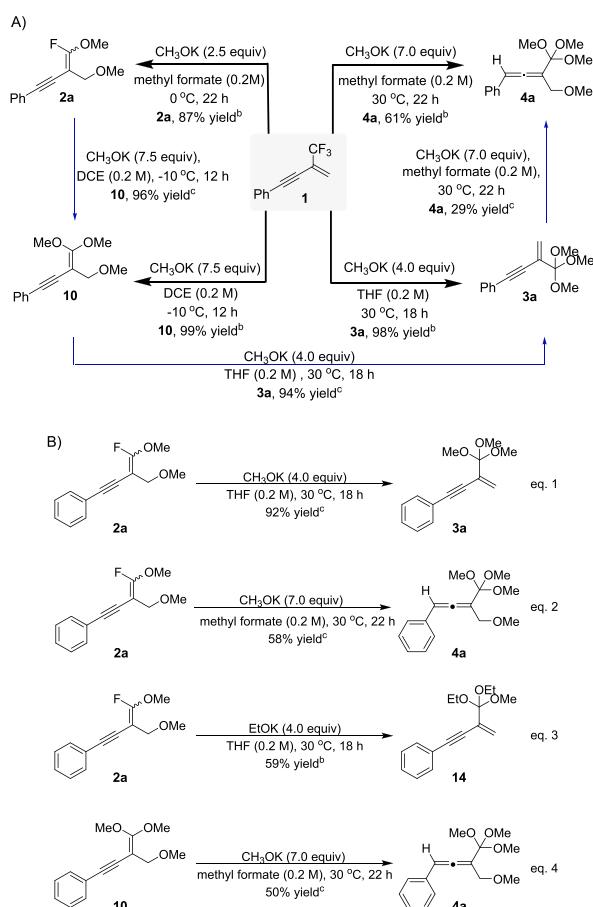 A)
F OMe
OMe
Ph
2a
CH₃OK (2.5 equiv)
methyl formate (0.2M)
0 °C, 22 h
2a, 87% yieldᵇ
CH₃OK (7.0 equiv)
methyl formate (0.2 M)
30 °C, 22 h
4a, 61% yieldᵇ
MeO OMe
OMe
H
OMe
Ph
4a
CH₃OK (7.5 equiv),
DCE (0.2 M), -10 °C, 12 h
10, 96% yieldᶜ
CF₃
Ph
1
CH₃OK (7.0 equiv),
methyl formate (0.2 M),
30 °C, 22 h
4a, 29% yieldᶜ
MeO OMe
OMe
Ph
10
CH₃OK (7.5 equiv)
DCE (0.2 M)
-10 °C, 12 h
10, 99% yieldᵇ
CH₃OK (4.0 equiv)
THF (0.2 M)
30 °C, 18 h
3a, 98% yieldᵇ
OMe
OMe
OMe
Ph
3a
CH₃OK (4.0 equiv)
THF (0.2 M) , 30 °C, 18 h
3a, 94% yieldᶜ
B)
F OMe
OMe
2a
CH₃OK (4.0 equiv)
THF (0.2 M), 30 °C, 18 h
92% yieldᶜ
OMe
MeO OMe
3a
eq. 1
F OMe
OMe
2a
CH₃OK (7.0 equiv)
methyl formate (0.2 M), 30 °C, 22 h
58% yieldᶜ
MeO OMe
OMe
H
OMe
4a
eq. 2
F OMe
OMe
2a
EtOK (4.0 equiv)
THF (0.2 M), 30 °C, 18 h
59% yieldᵇ
OEt
EtO OMe
14
eq. 3
MeO OMe
OMe
10
CH₃OK (7.0 equiv)
methyl formate (0.2 M), 30 °C, 22 h
50% yieldᶜ
MeO OMe
OMe
H
OMe
4a
eq. 4